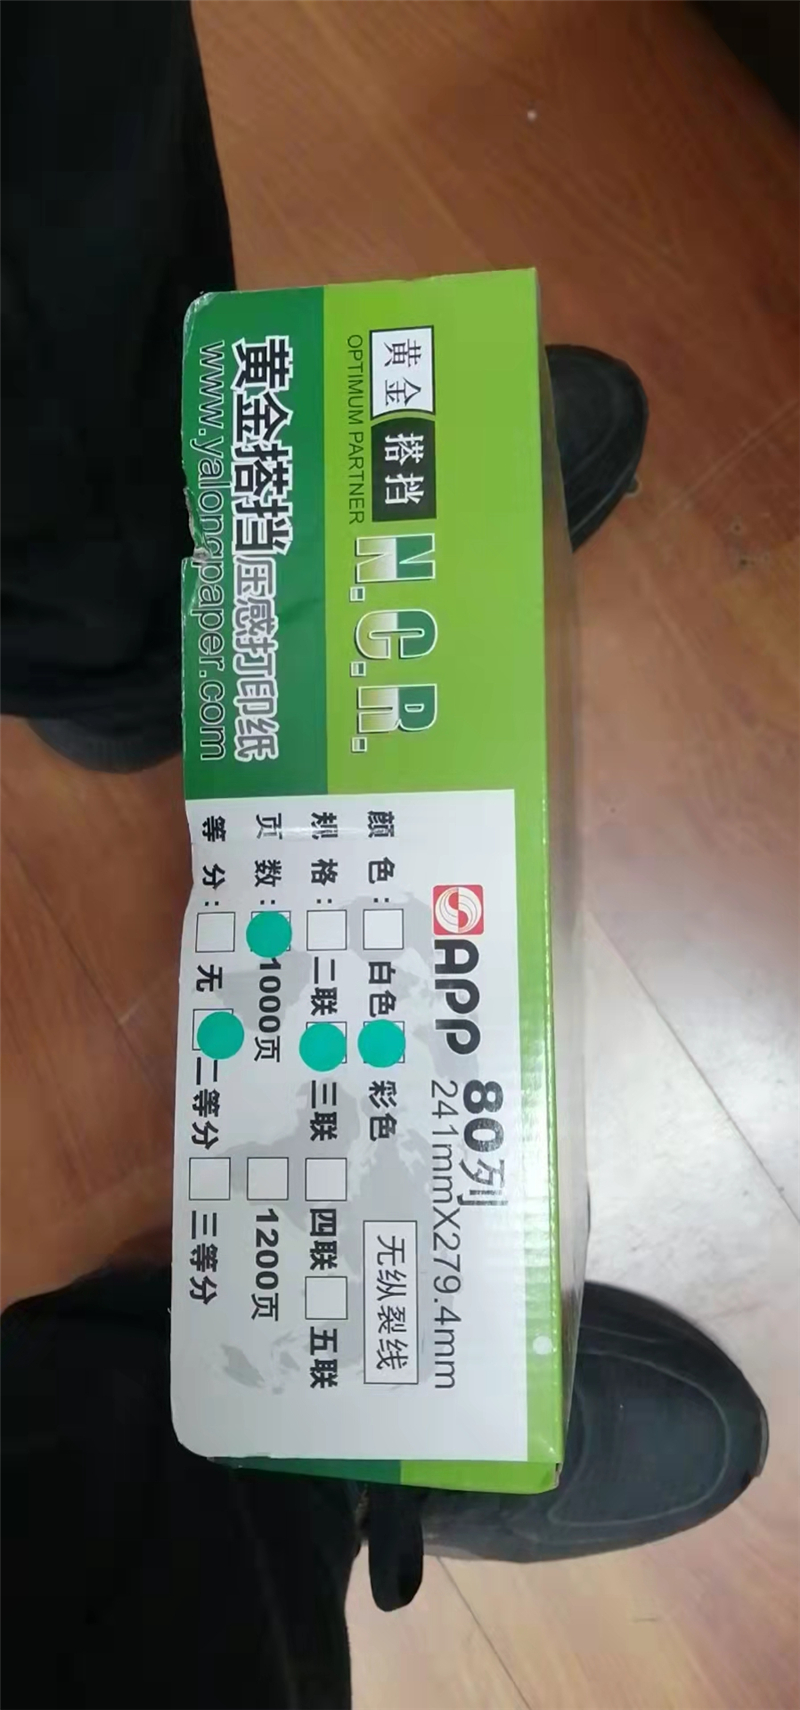 黄金搭挡
OPTIMUM PARTNER
N.C.R.
黄金搭挡压感打印纸
www.yalongpaper.com
APP 80列
241mmX279.4mm
颜色: 白色 彩色
无纵裂线
规格: 二联 三联 四联 五联
页数: 1000页 1200页
等分: 无 二等分 三等分